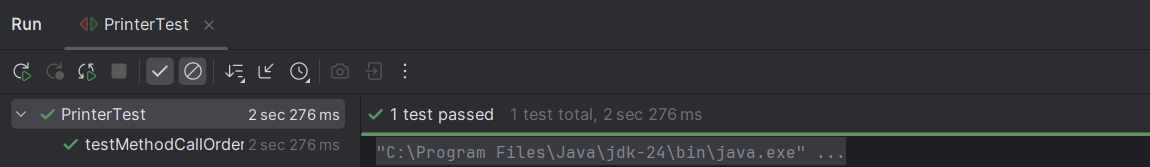 Run PrinterTest
PrinterTest 2 sec 276 ms
testMethodCallOrder 2 sec 276 ms
1 test passed 1 test total, 2 sec 276 ms
"C:\Program Files\Java\jdk-24\bin\java.exe" ...